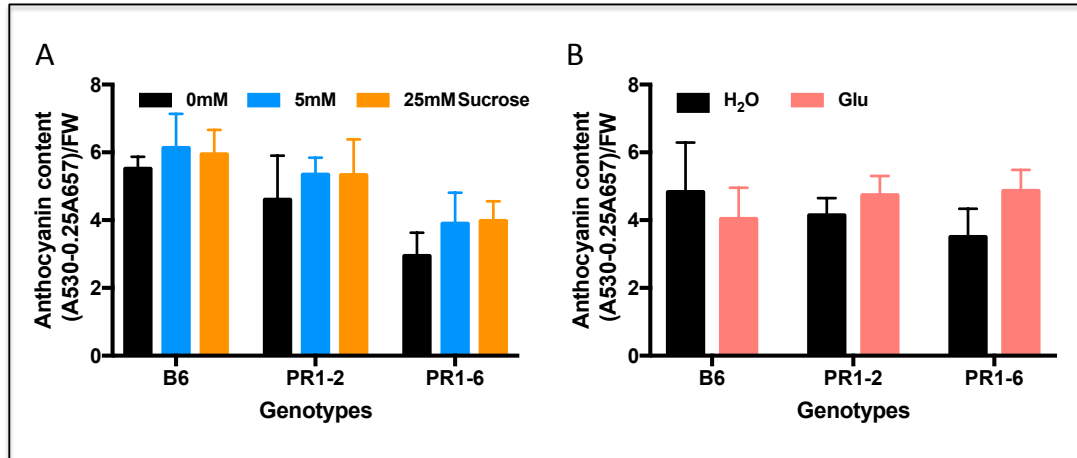 A
8
6
4
2
0
Anthocyanin content
(A530-0.25A657)/FW
0mM 5mM 25mM Sucrose
B6 PR1-2 PR1-6
Genotypes
B
8
6
4
2
0
Anthocyanin content
(A530-0.25A657)/FW
H₂O Glu
B6 PR1-2 PR1-6
Genotypes